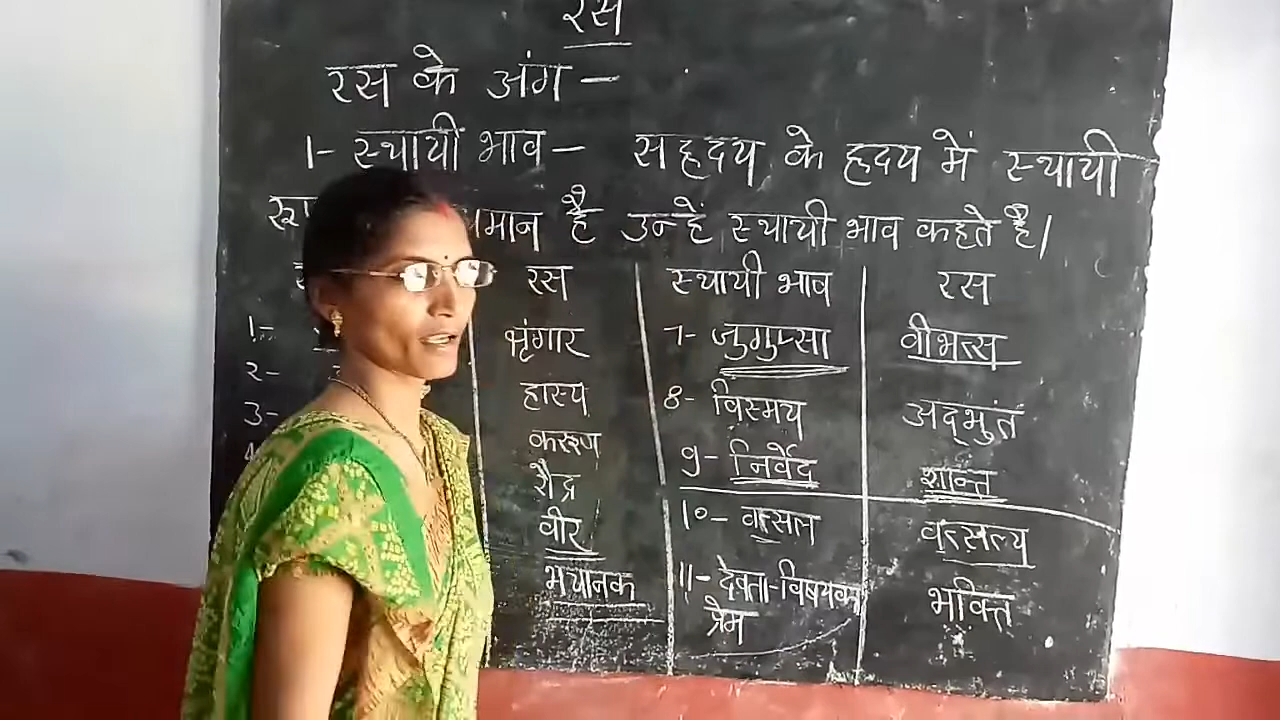 रस
रस के अंग -
1- स्थायी भाव - सहृदय के हृदय में स्थायी
मान है उन्हें स्थायी भाव कहते है।
रस स्थायी भाव रस
1- श्रृंगार 7- जुगुप्सा वीभत्स
2- हास्य 8- विस्मय अद्भुत
3- करूण 9- निर्वेद शान्त
रौद्र
वीर 10- वत्सल वत्सल्य
भयानक 11- देवता-विषयक भक्ति
प्रेम